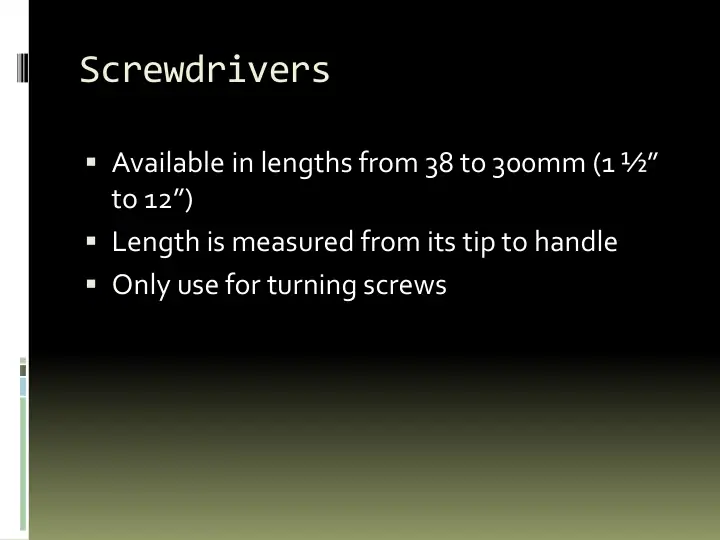 Screwdrivers
▪ Available in lengths from 38 to 300mm (1 ½”
to 12”)
▪ Length is measured from its tip to handle
▪ Only use for turning screws